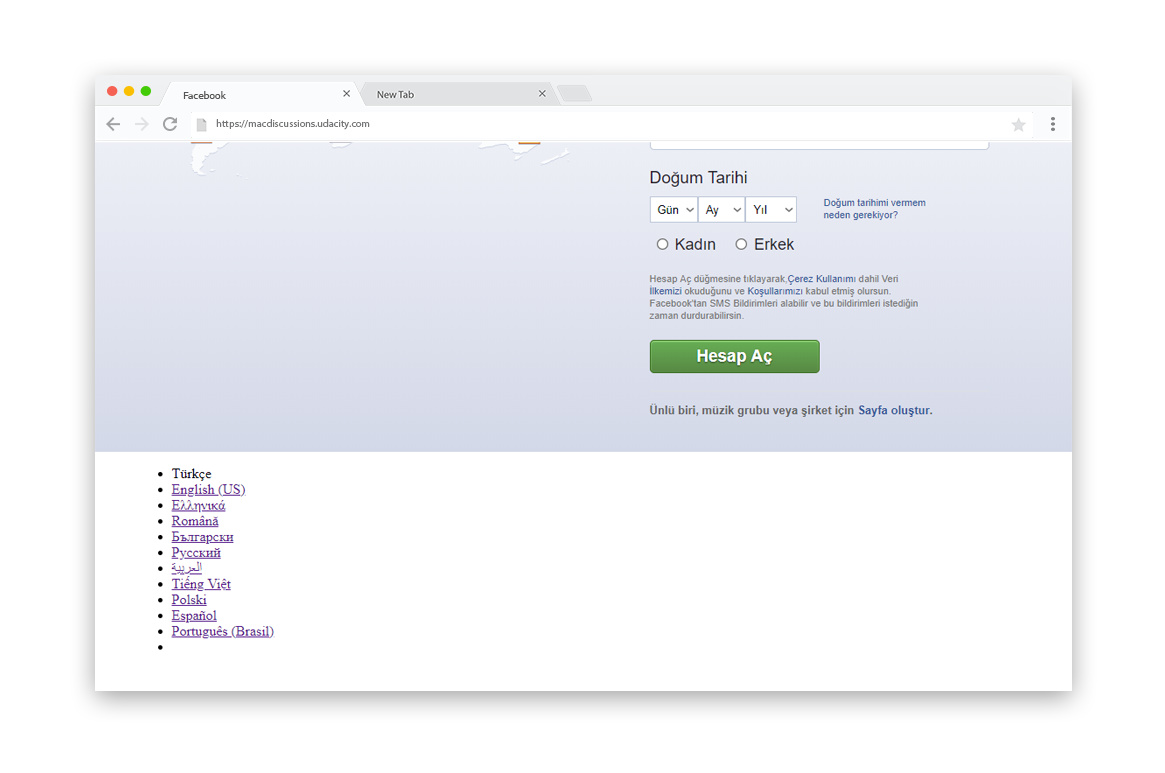 Facebook
New Tab
https://macdiscussions.udacity.com
Doğum Tarihi
Gün Ay Yıl
Doğum tarihimi vermem
neden gerekiyor?
Kadın Erkek
Hesap Aç düğmesine tıklayarak,Çerez Kullanımı dahil Veri
İlkemizi okuduğunu ve Koşullarımızı kabul etmiş olursun.
Facebook'tan SMS Bildirimleri alabilir ve bu bildirimleri istediğin
zaman durdurabilirsin.
Hesap Aç
Ünlü biri, müzik grubu veya şirket için Sayfa oluştur.
Türkçe
English (US)
Ελληνικά
Română
Български
Русский
العربية
Tiếng Việt
Polski
Español
Português (Brasil)